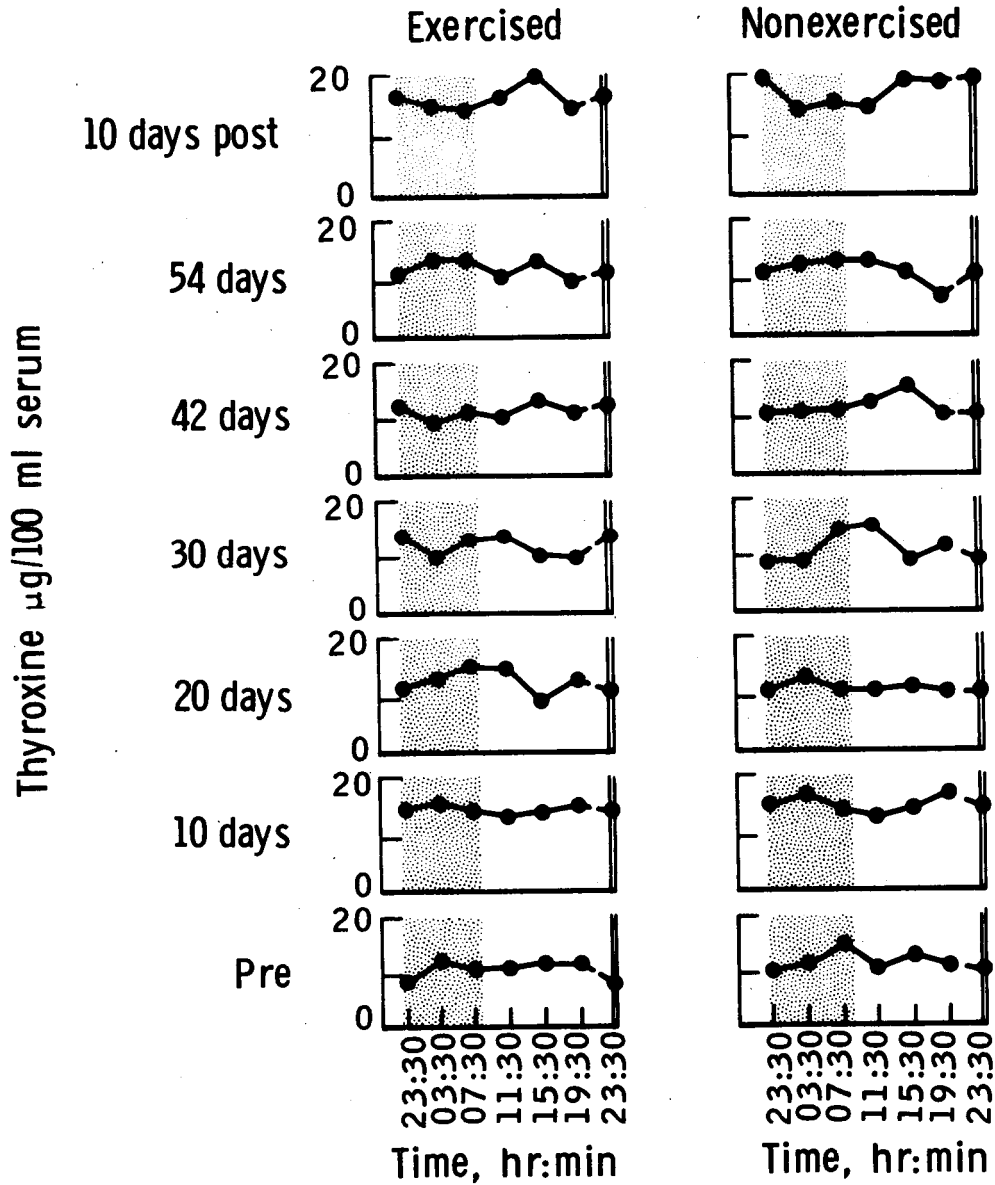 Exercised Nonexercised
Thyroxine µg/100 ml serum
10 days post
20
0
54 days
20
0
42 days
20
0
30 days
20
0
20 days
20
0
10 days
20
0
Pre
20
0
23:30 03:30 07:30 11:30 15:30 19:30 23:30 23:30 03:30 07:30 11:30 15:30 19:30 23:30
Time, hr:min Time, hr:min